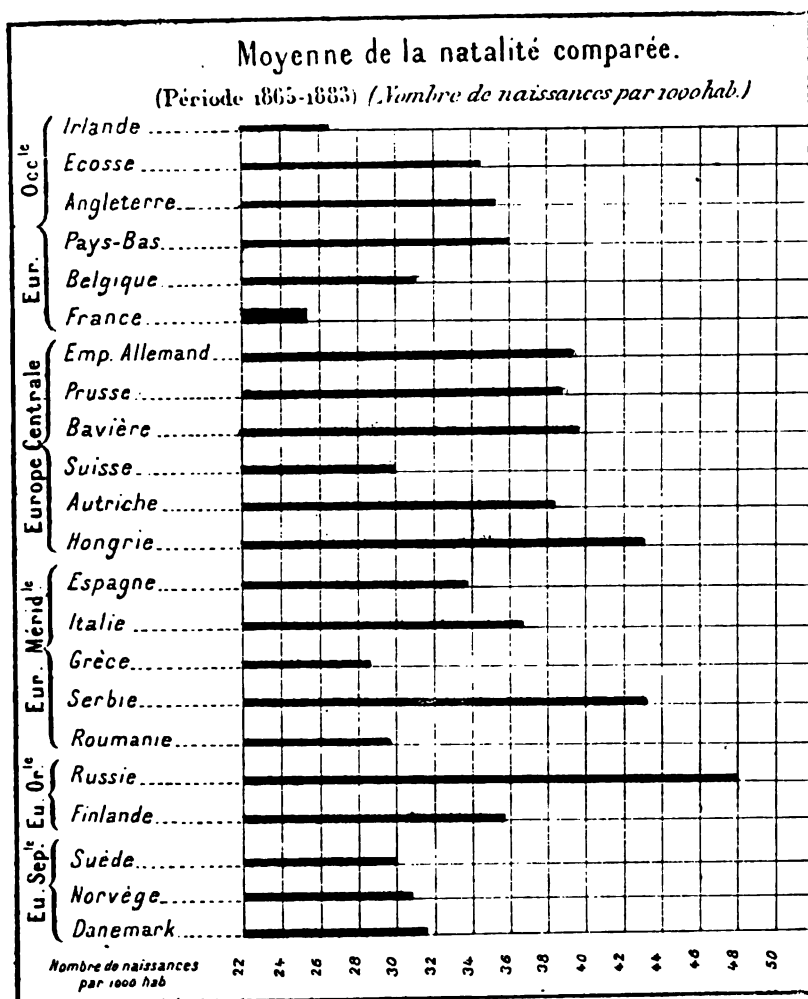 Moyenne de la natalité comparée.
(Période 1865-1883) (Nombre de naissances par 1000 hab.)
Eur. Occ.le
Irlande
Ecosse
Angleterre
Pays-Bas
Belgique
France
Europe Centrale
Emp. Allemand
Prusse
Bavière
Suisse
Autriche
Hongrie
Eur. Mérid.le
Espagne
Italie
Grèce
Serbie
Roumanie
Eu. Or.le
Russie
Finlande
Eu. Sep.le
Suède
Norvège
Danemark
Nombre de naissances
par 1000 hab
22 24 26 28 30 32 34 36 38 40 42 44 46 48 50